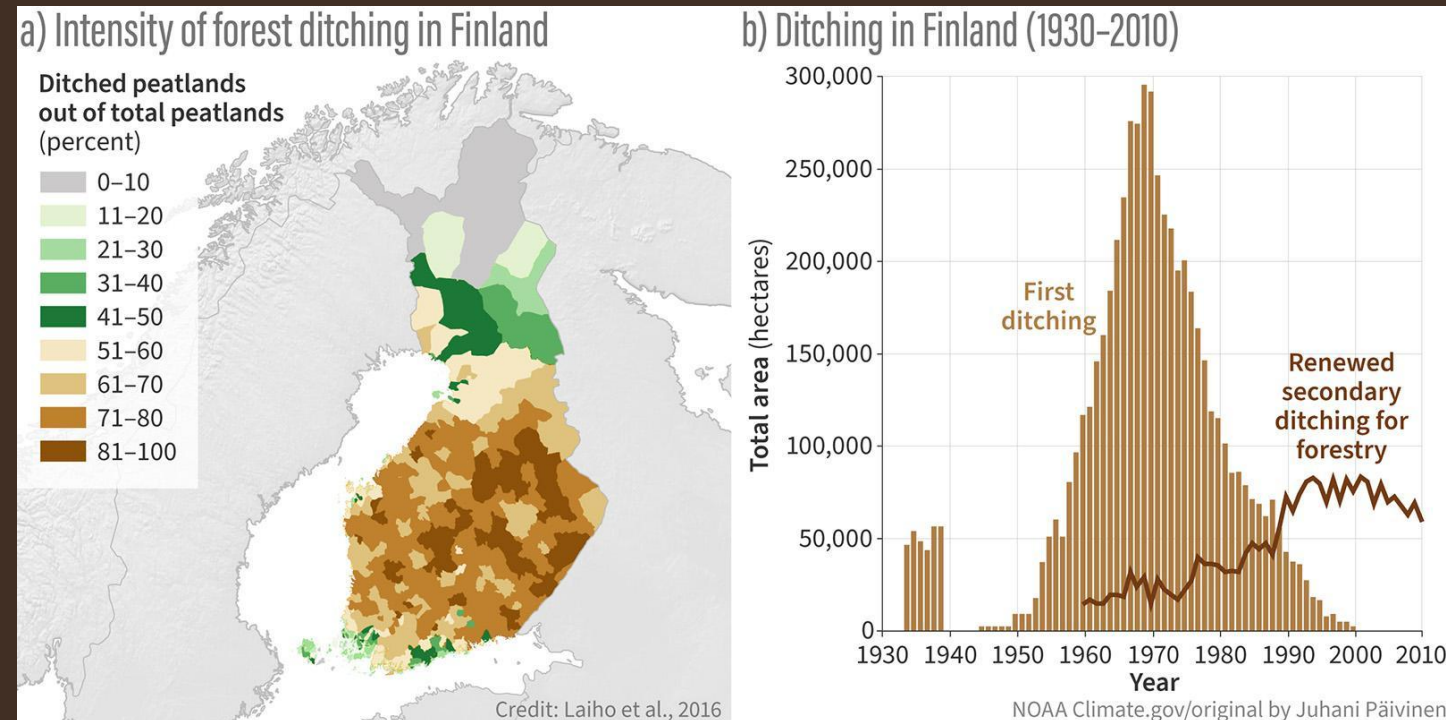 a) Intensity of forest ditching in Finland
Ditched peatlands
out of total peatlands
(percent)
0–10
11–20
21–30
31–40
41–50
51–60
61–70
71–80
81–100
Credit: Laiho et al., 2016
b) Ditching in Finland (1930–2010)
Total area (hectares)
300,000
250,000
200,000
150,000
100,000
50,000
0
First
ditching
Renewed
secondary
ditching for
forestry
1930 1940 1950 1960 1970 1980 1990 2000 2010
Year
NOAA Climate.gov/original by Juhani Päivinen